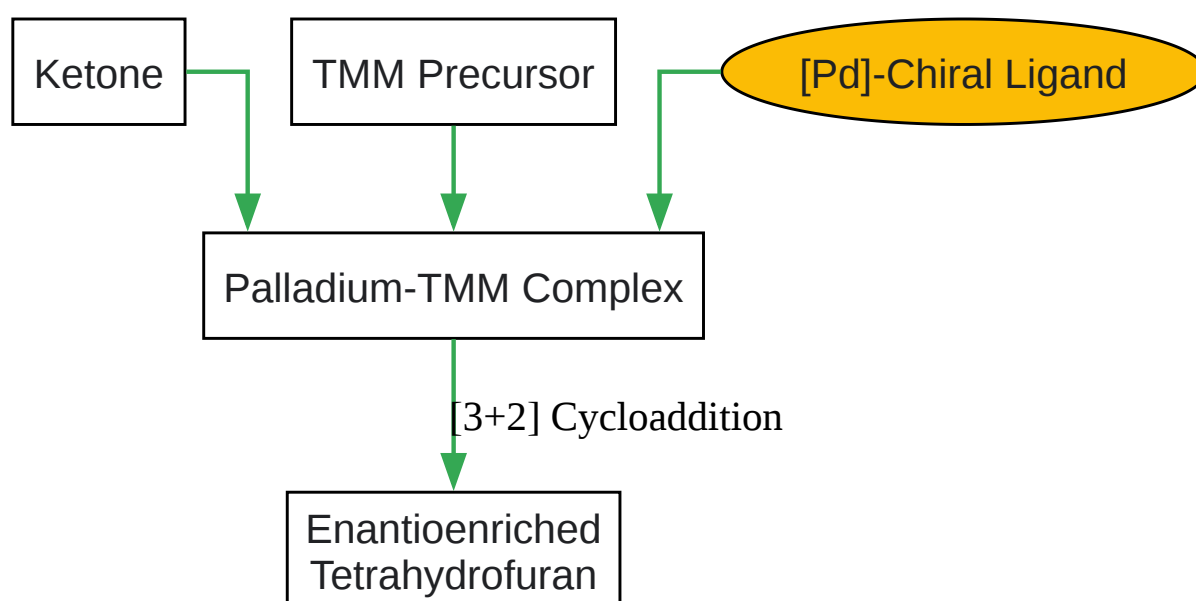 Ketone
TMM Precursor
[Pd]-Chiral Ligand
Palladium-TMM Complex
[3+2] Cycloaddition
Enantioenriched
Tetrahydrofuran